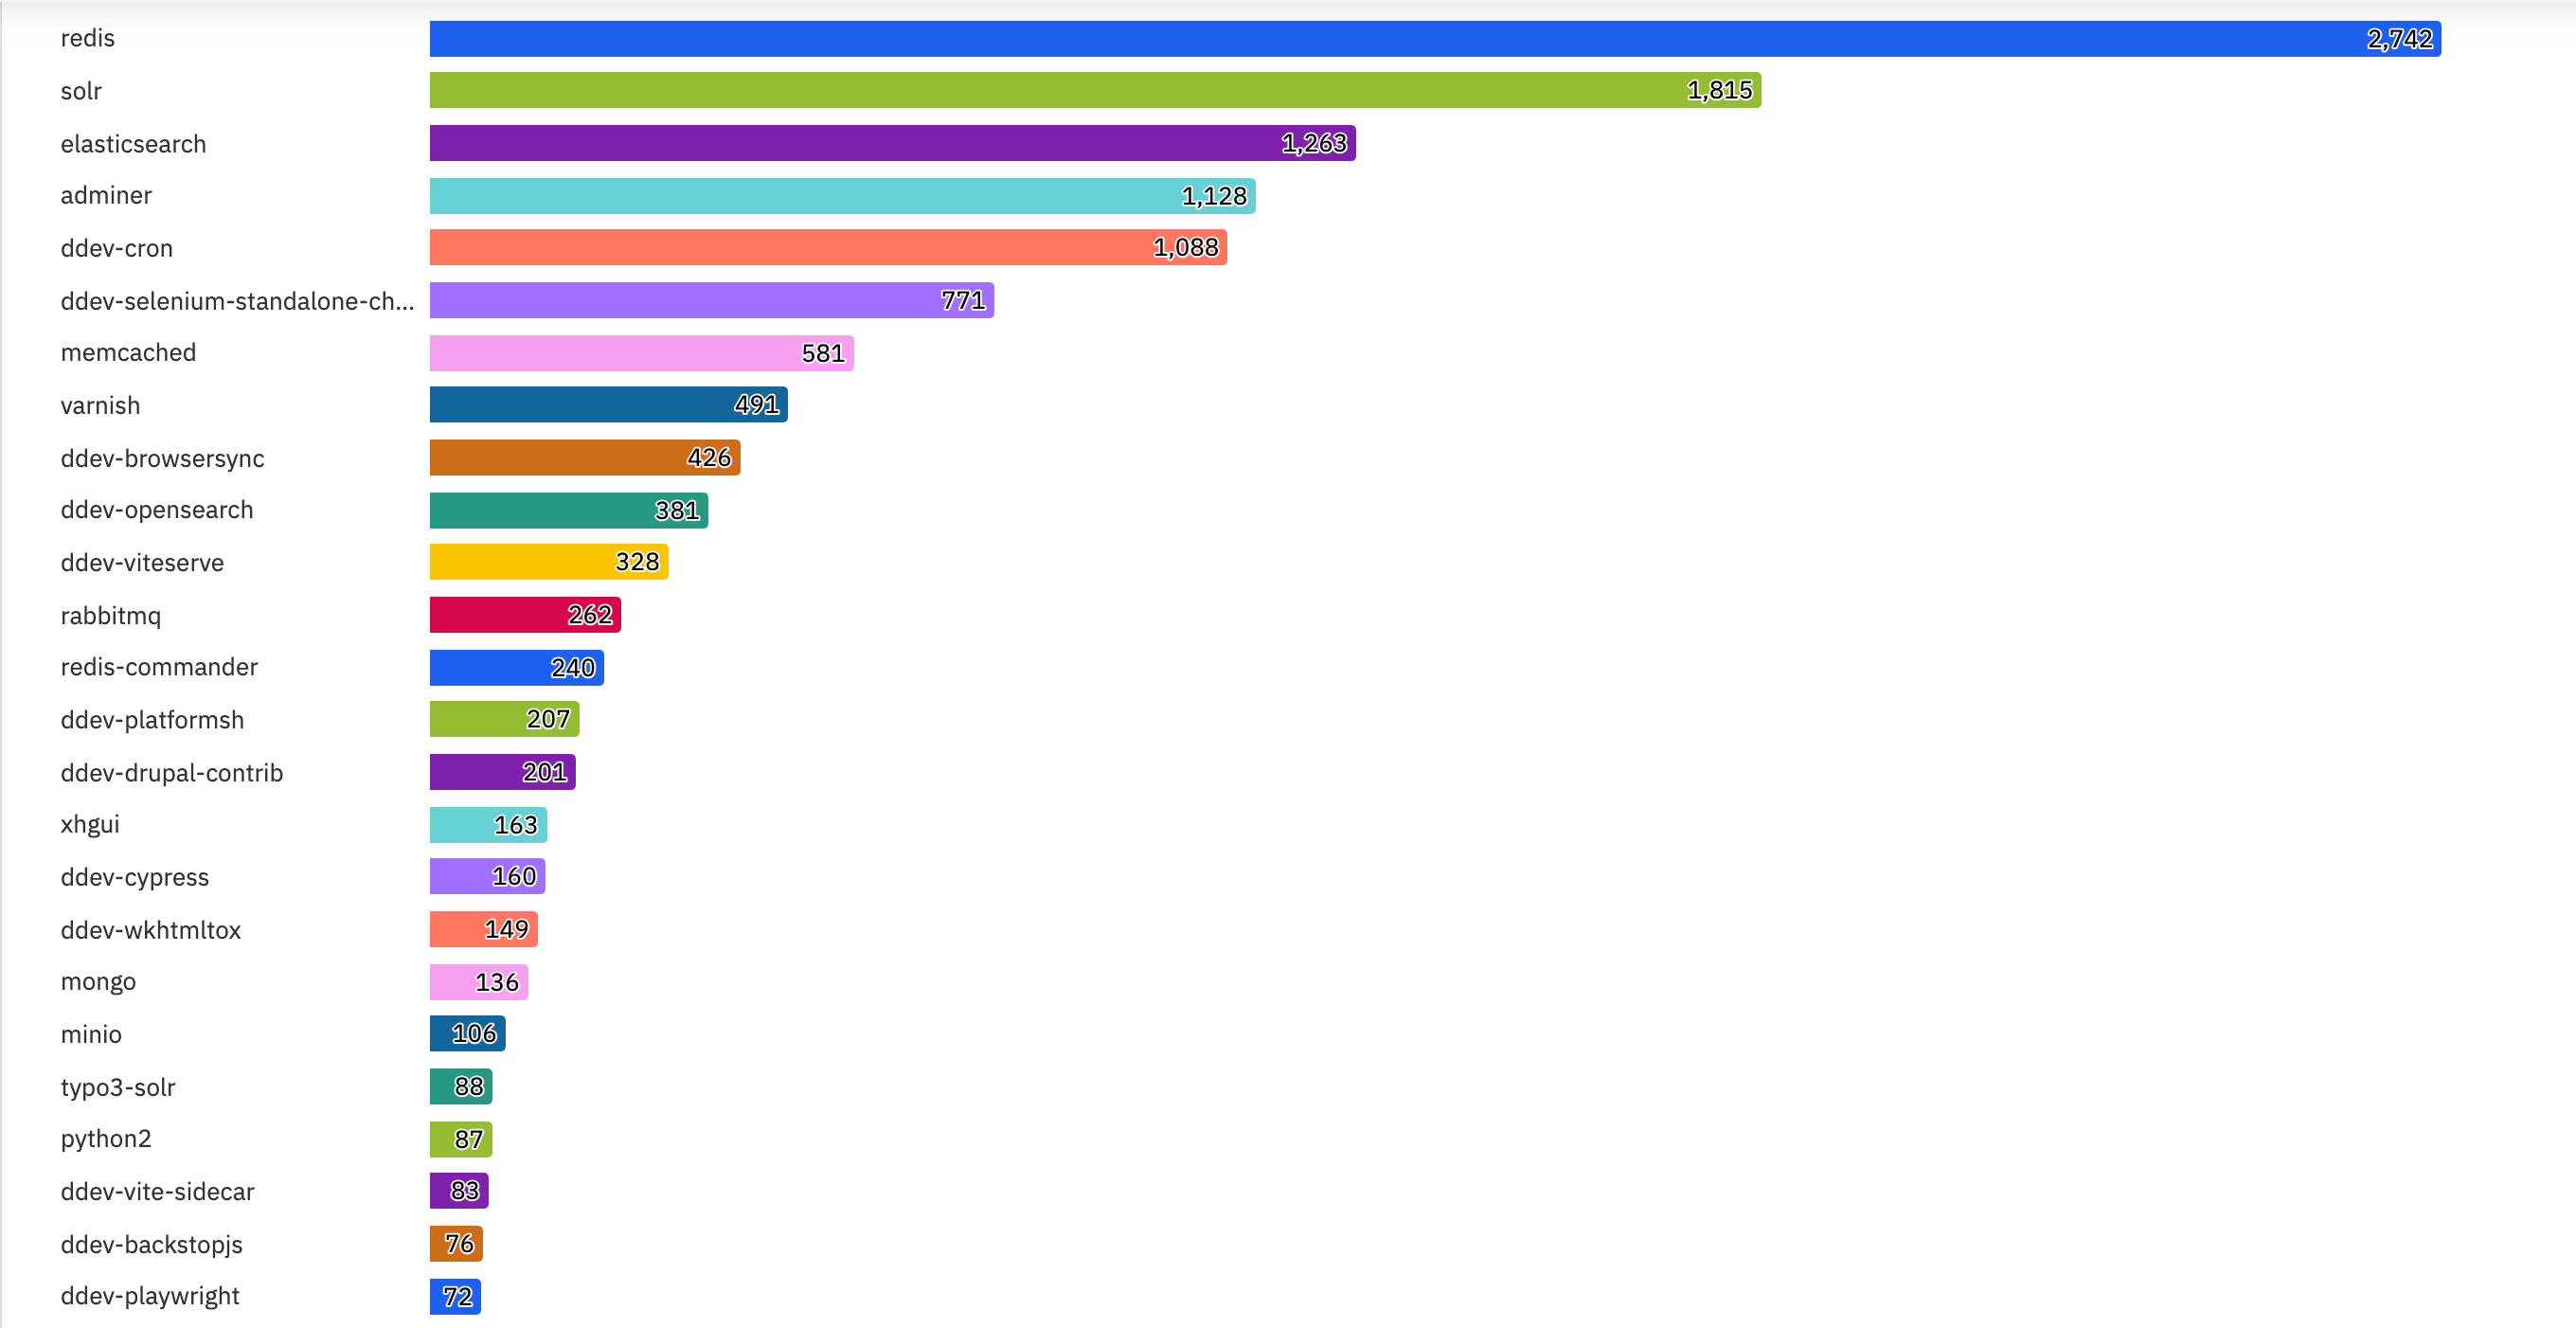 redis 2,742
solr 1,815
elasticsearch 1,263
adminer 1,128
ddev-cron 1,088
ddev-selenium-standalone-ch... 771
memcached 581
varnish 491
ddev-browsersync 426
ddev-opensearch 381
ddev-viteserve 328
rabbitmq 262
redis-commander 240
ddev-platformsh 207
ddev-drupal-contrib 201
xhgui 163
ddev-cypress 160
ddev-wkhtmltox 149
mongo 136
minio 106
typo3-solr 88
python2 87
ddev-vite-sidecar 83
ddev-backstopjs 76
ddev-playwright 72